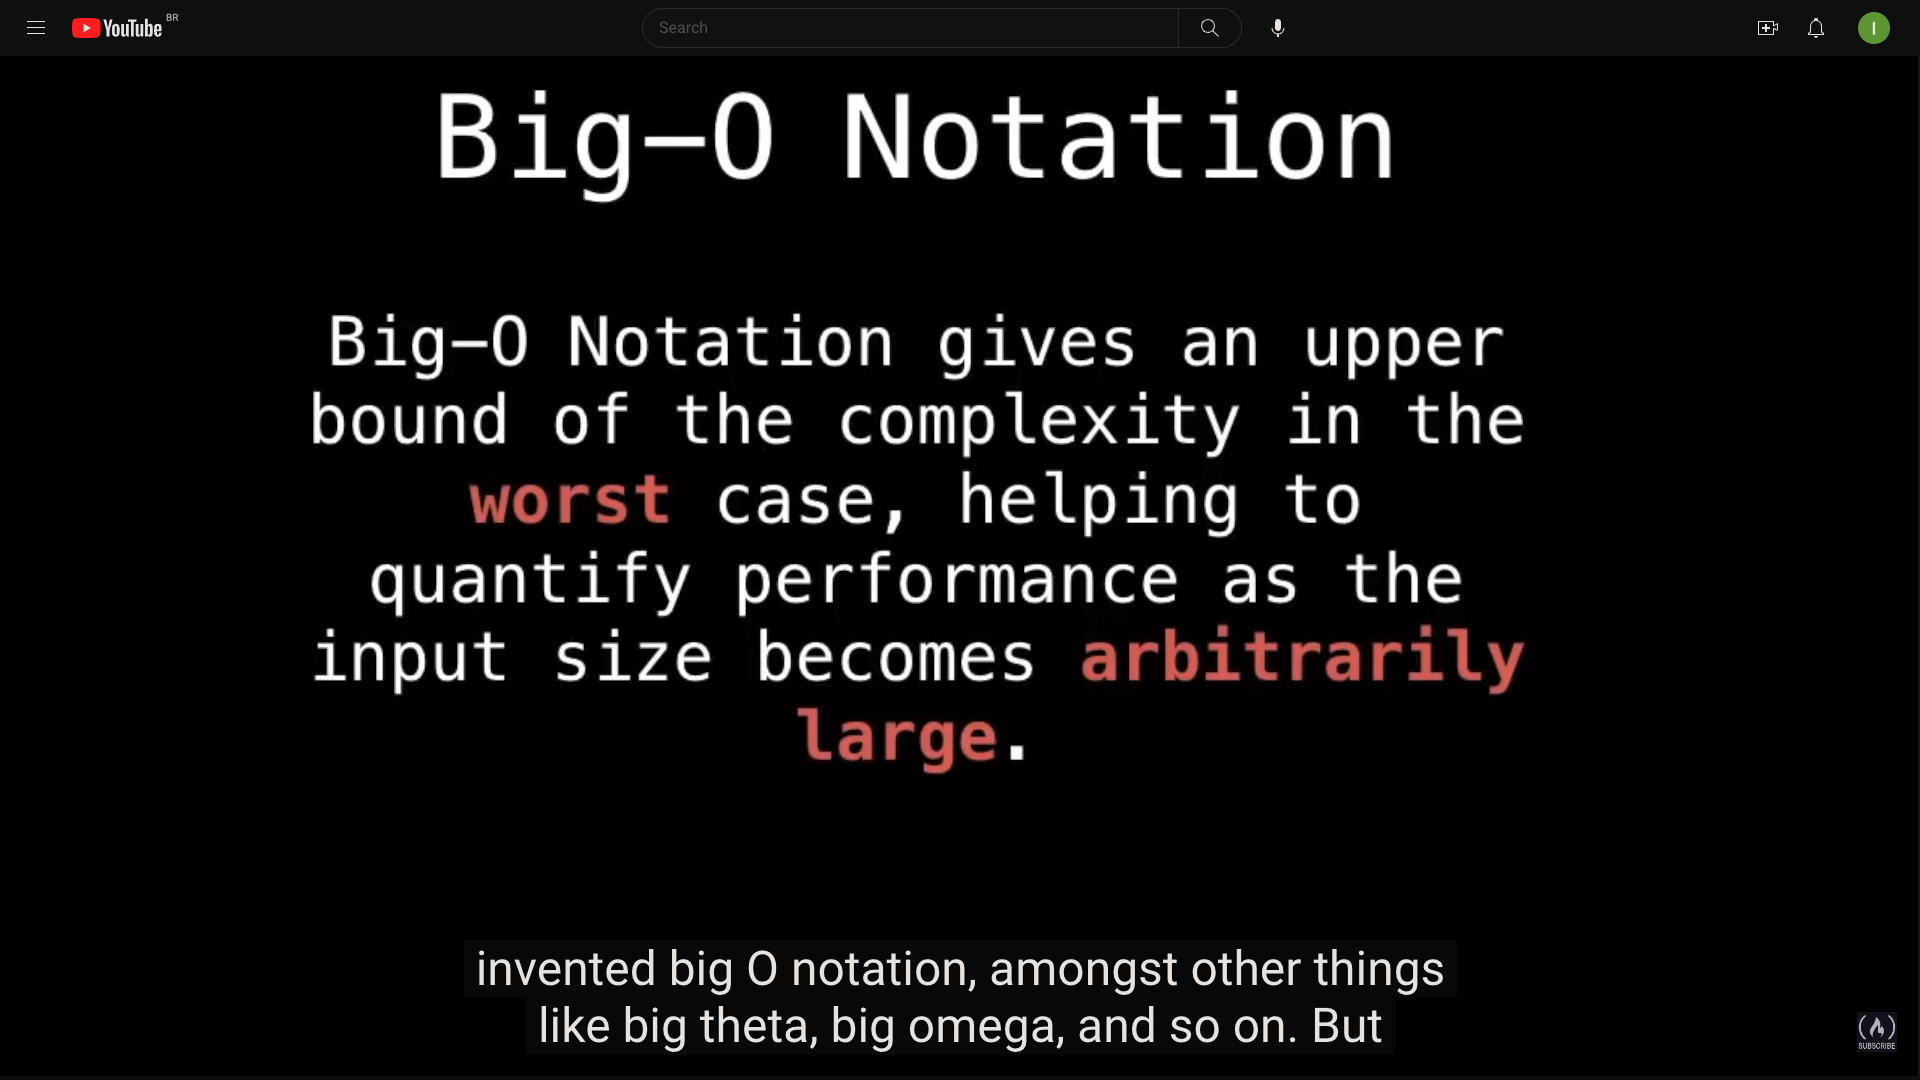 YouTube BR
Search
I
Big-O Notation
Big-O Notation gives an upper
bound of the complexity in the
worst case, helping to
quantify performance as the
input size becomes arbitrarily
large.
invented big O notation, amongst other things
like big theta, big omega, and so on. But
SUBSCRIBE